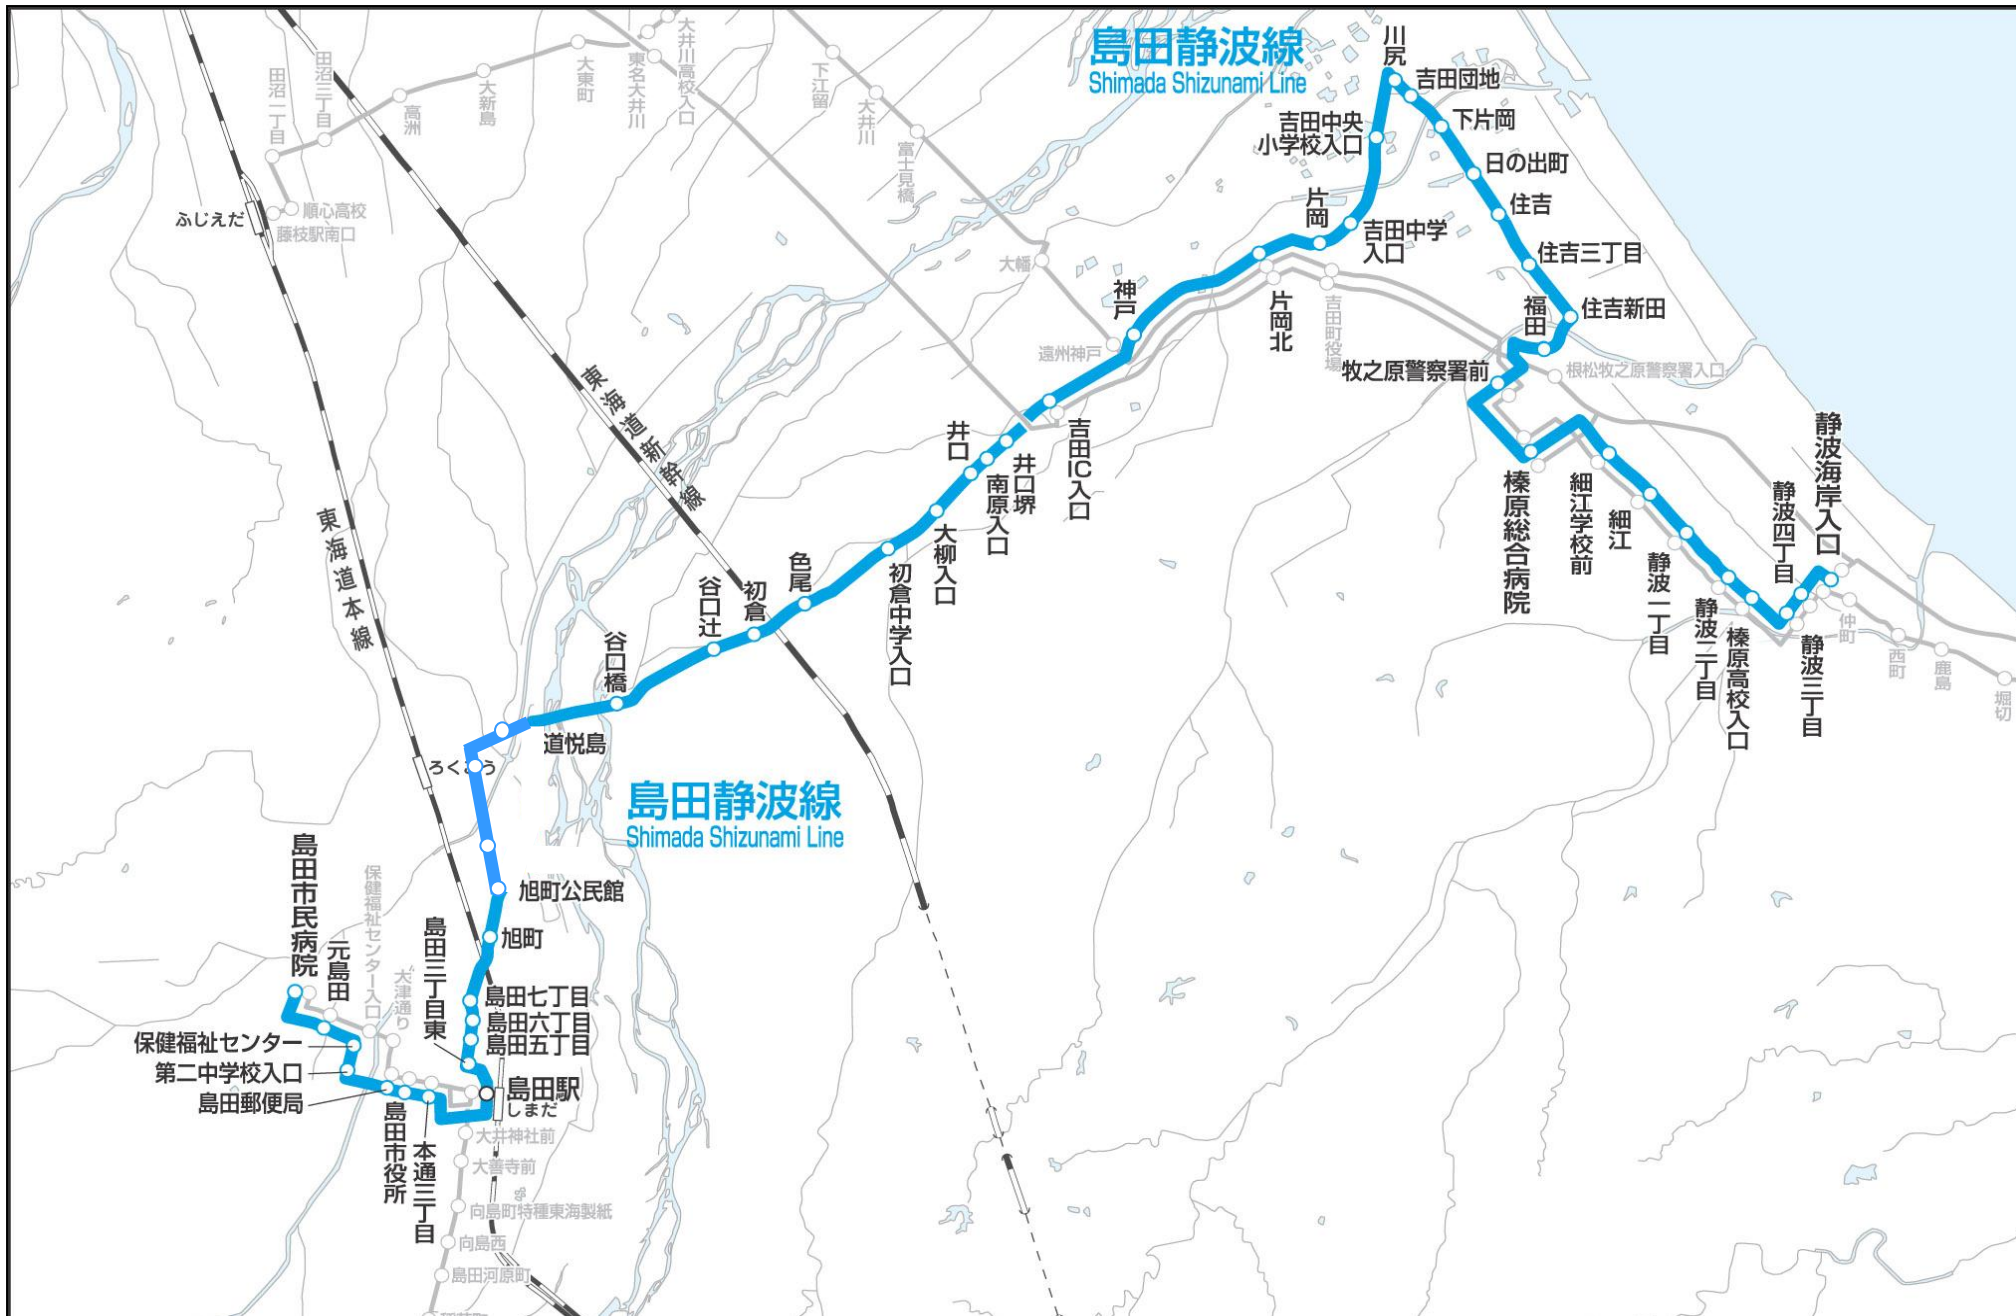 島田静波線
Shimada Shizunami Line
川尻
吉田団地
下片岡
日の出町
住吉
住吉三丁目
住吉新田
福田
吉田中央
小学校入口
片岡
吉田中学
入口
片岡北
神戸
牧之原警察署前
根松牧之原警察署入口
吉田町役場
遠州神戸
大幡
富士見橋
大井川
下江留
大井川高校入口
東名大井川
大東町
大新島
高洲
田沼三丁目
田沼一丁目
順心高校
藤枝駅南口
ふじえだ
東海道新幹線
東海道本線
吉田IC入口
井口堺
南原入口
井口
大柳入口
初倉中学入口
色尾
初倉
谷口辻
谷口橋
道悦島
榛原総合病院
細江学校前
細江
静波一丁目
静波二丁目
榛原高校入口
静波三丁目
静波四丁目
静波海岸入口
仲町
西町
鹿島
堀切
島田静波線
Shimada Shizunami Line
旭町公民館
旭町
島田七丁目
島田六丁目
島田五丁目
島田三丁目東
島田駅
しまだ
島田市民病院
元島田
保健福祉センター入口
大津通り
保健福祉センター
第二中学校入口
島田郵便局
島田市役所
本通三丁目
大井神社前
大善寺前
向島町特種東海製紙
向島西
島田河原町